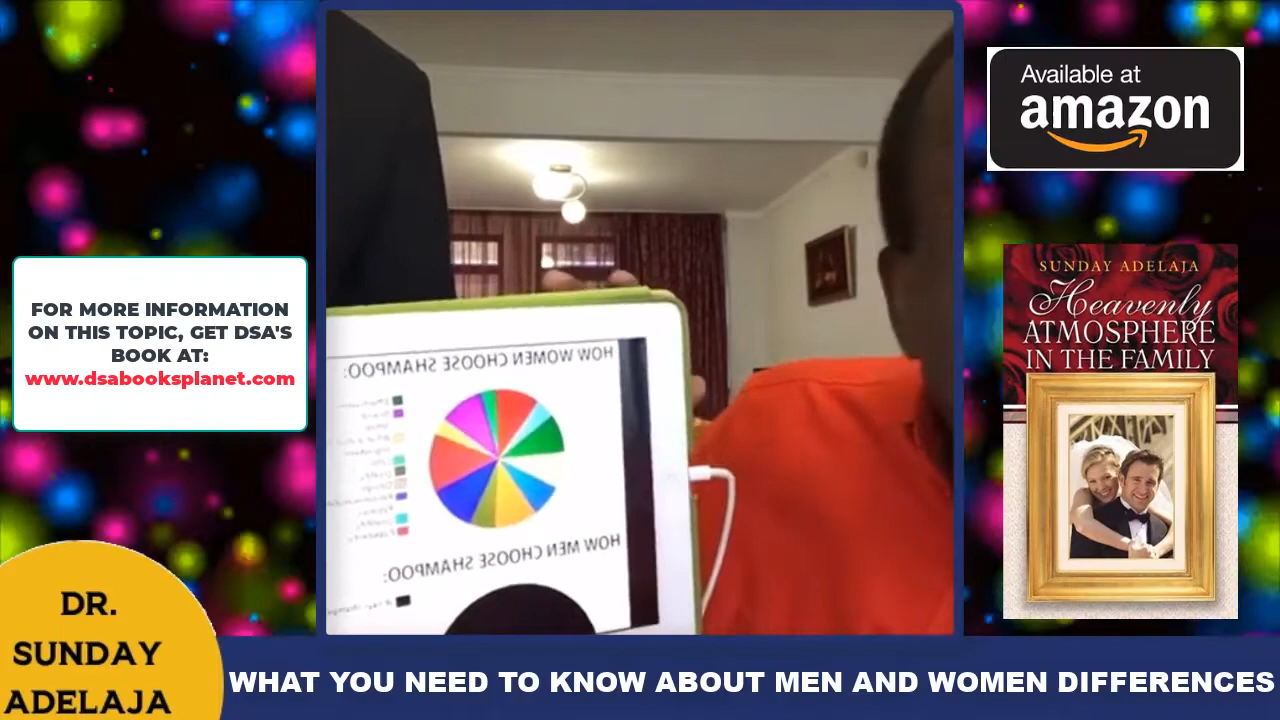 Available at
amazon
FOR MORE INFORMATION
ON THIS TOPIC, GET DSA'S
BOOK AT:
www.dsabooksplanet.com
HOW WOMEN CHOOSE SHAMPOO:
HOW MEN CHOOSE SHAMPOO:
SUNDAY ADELAJA
Heavenly
ATMOSPHERE
IN THE FAMILY
DR.
SUNDAY
ADELAJA
WHAT YOU NEED TO KNOW ABOUT MEN AND WOMEN DIFFERENCES